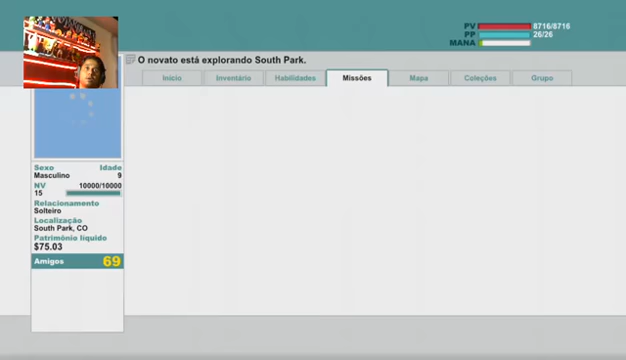 PV 8716/8716
PP 26/26
MANA
O novato está explorando South Park.
Início Inventário Habilidades Missões Mapa Coleções Grupo
Sexo Idade
Masculino 9
NV 10000/10000
15
Relacionamento
Solteiro
Localização
South Park, CO
Patrimônio líquido
$75.03
Amigos 69